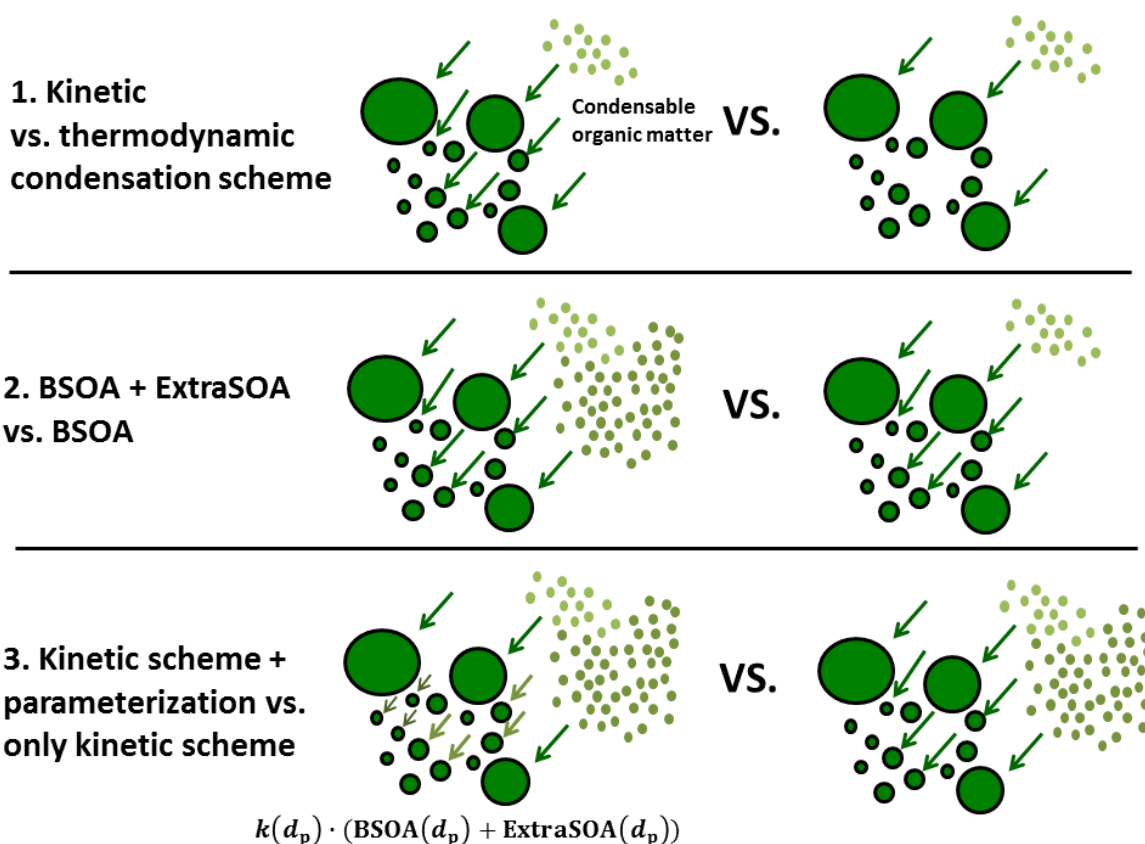 1. Kinetic
vs. thermodynamic
condensation scheme
Condensable
organic matter
VS.
2. BSOA + ExtraSOA
vs. BSOA
VS.
3. Kinetic scheme +
parameterization vs.
only kinetic scheme
VS.
k(dₚ) · (BSOA(dₚ) + ExtraSOA(dₚ))